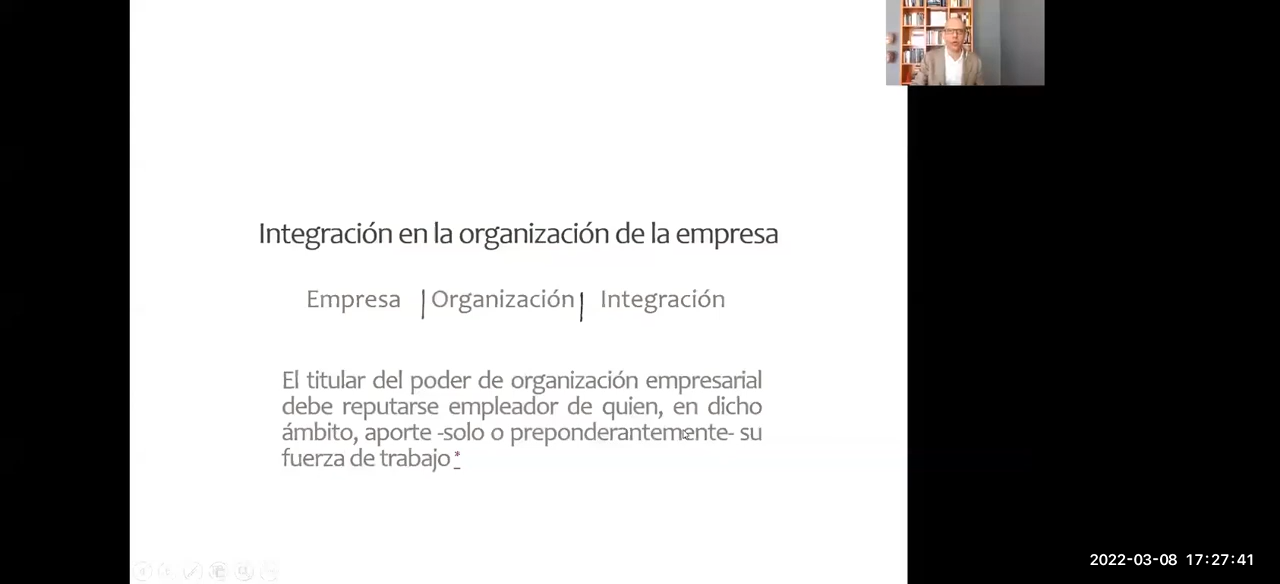 Integración en la organización de la empresa
Empresa | Organización | Integración
El titular del poder de organización empresarial
debe reputarse empleador de quien, en dicho
ámbito, aporte -solo o preponderantemente- su
fuerza de trabajo*
2022-03-08 17:27:41